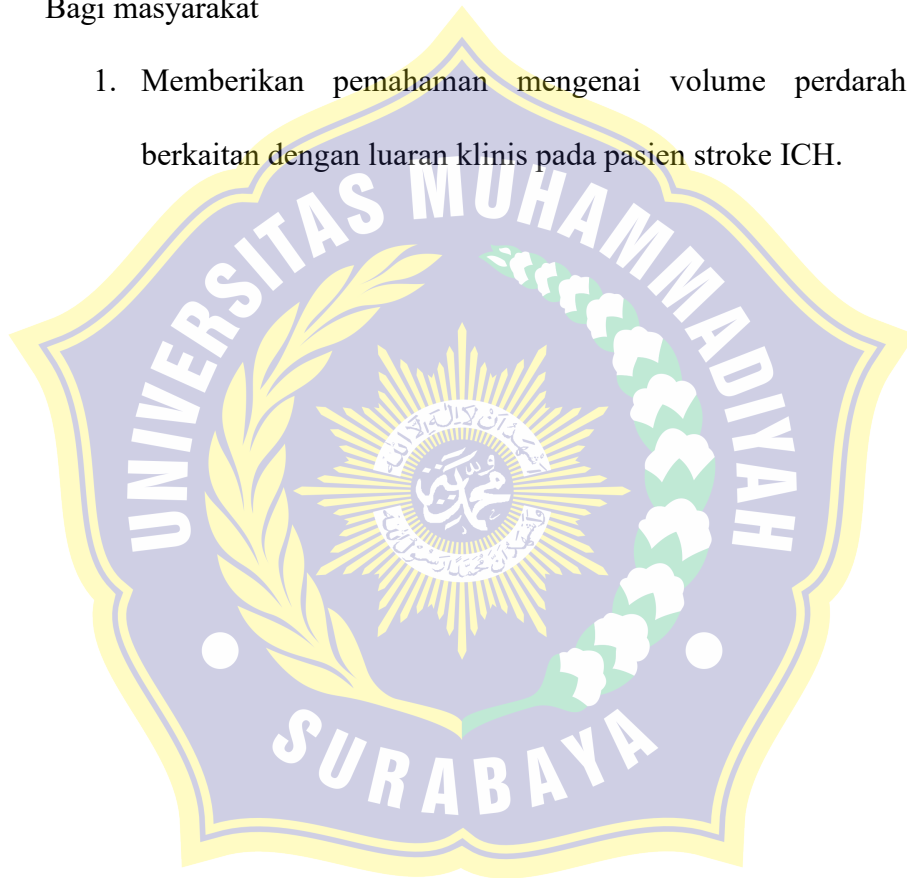 Bagi masyarakat
1. Memberikan pemahaman mengenai volume perdarah
berkaitan dengan luaran klinis pada pasien stroke ICH.
UNIVERSITAS MUHAMMADIYAH
محمد
SURABAYA